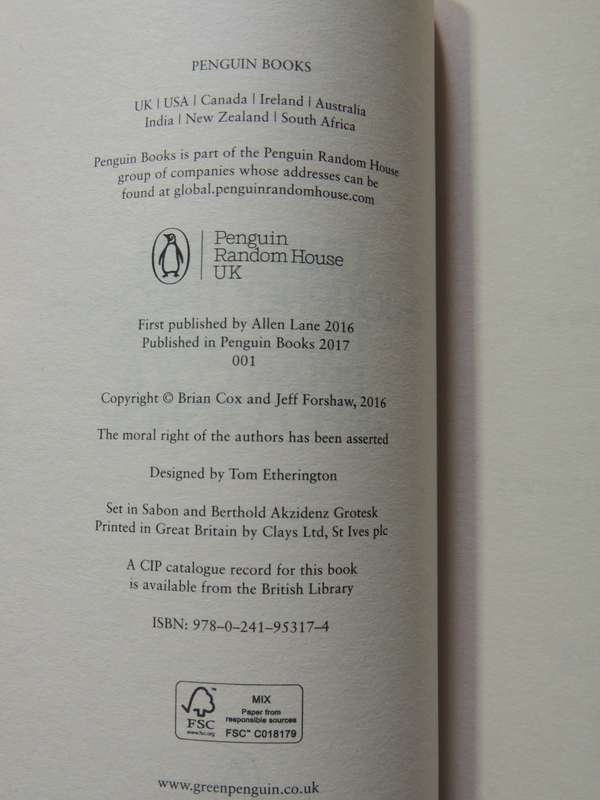 PENGUIN BOOKS
UK | USA | Canada | Ireland | Australia
India | New Zealand | South Africa
Penguin Books is part of the Penguin Random House
group of companies whose addresses can be
found at global.penguinrandomhouse.com
Penguin
Random House
UK
First published by Allen Lane 2016
Published in Penguin Books 2017
001
Copyright © Brian Cox and Jeff Forshaw, 2016
The moral right of the authors has been asserted
Designed by Tom Etherington
Set in Sabon and Berthold Akzidenz Grotesk
Printed in Great Britain by Clays Ltd, St Ives plc
A CIP catalogue record for this book
is available from the British Library
ISBN: 978–0–241–95317–4
FSC
www.fsc.org
MIX
Paper from
responsible sources
FSC™ C018179
www.greenpenguin.co.uk